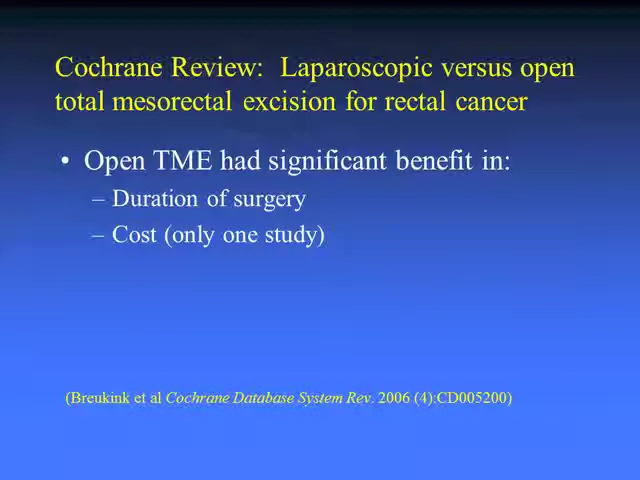 Cochrane Review:  Laparoscopic versus open
total mesorectal excision for rectal cancer
• Open TME had significant benefit in:
– Duration of surgery
– Cost (only one study)
(Breukink et al Cochrane Database System Rev. 2006 (4):CD005200)